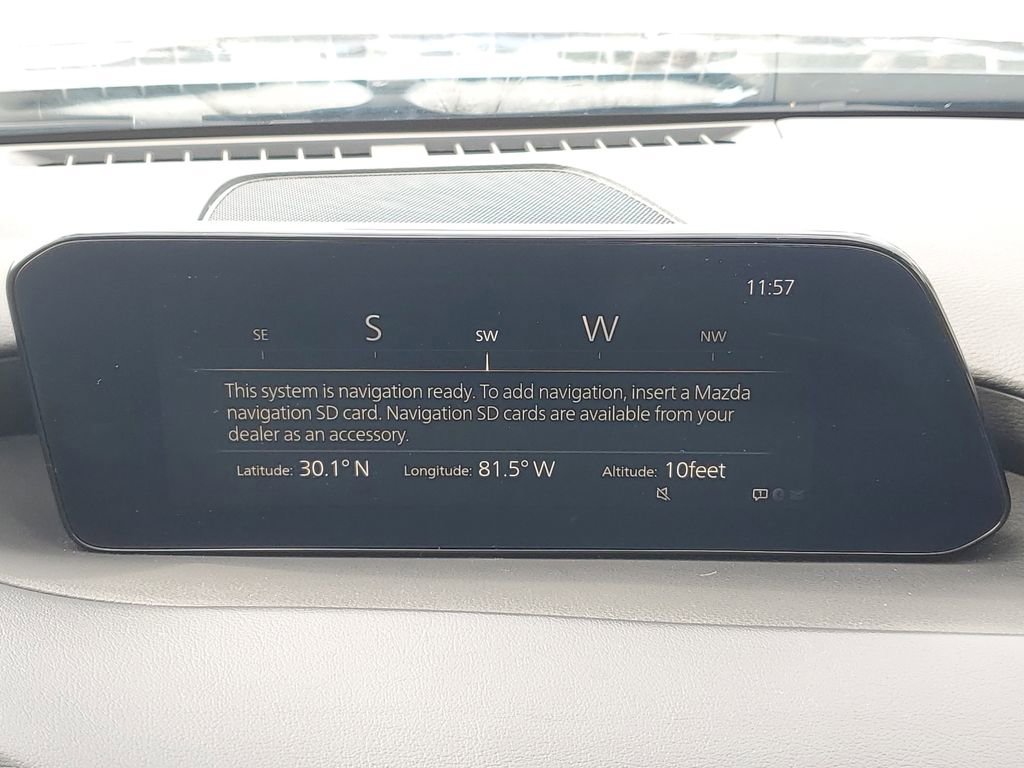 11:57
SE S SW W NW
This system is navigation ready. To add navigation, insert a Mazda
navigation SD card. Navigation SD cards are available from your
dealer as an accessory.
Latitude: 30.1° N Longitude: 81.5° W Altitude: 10feet